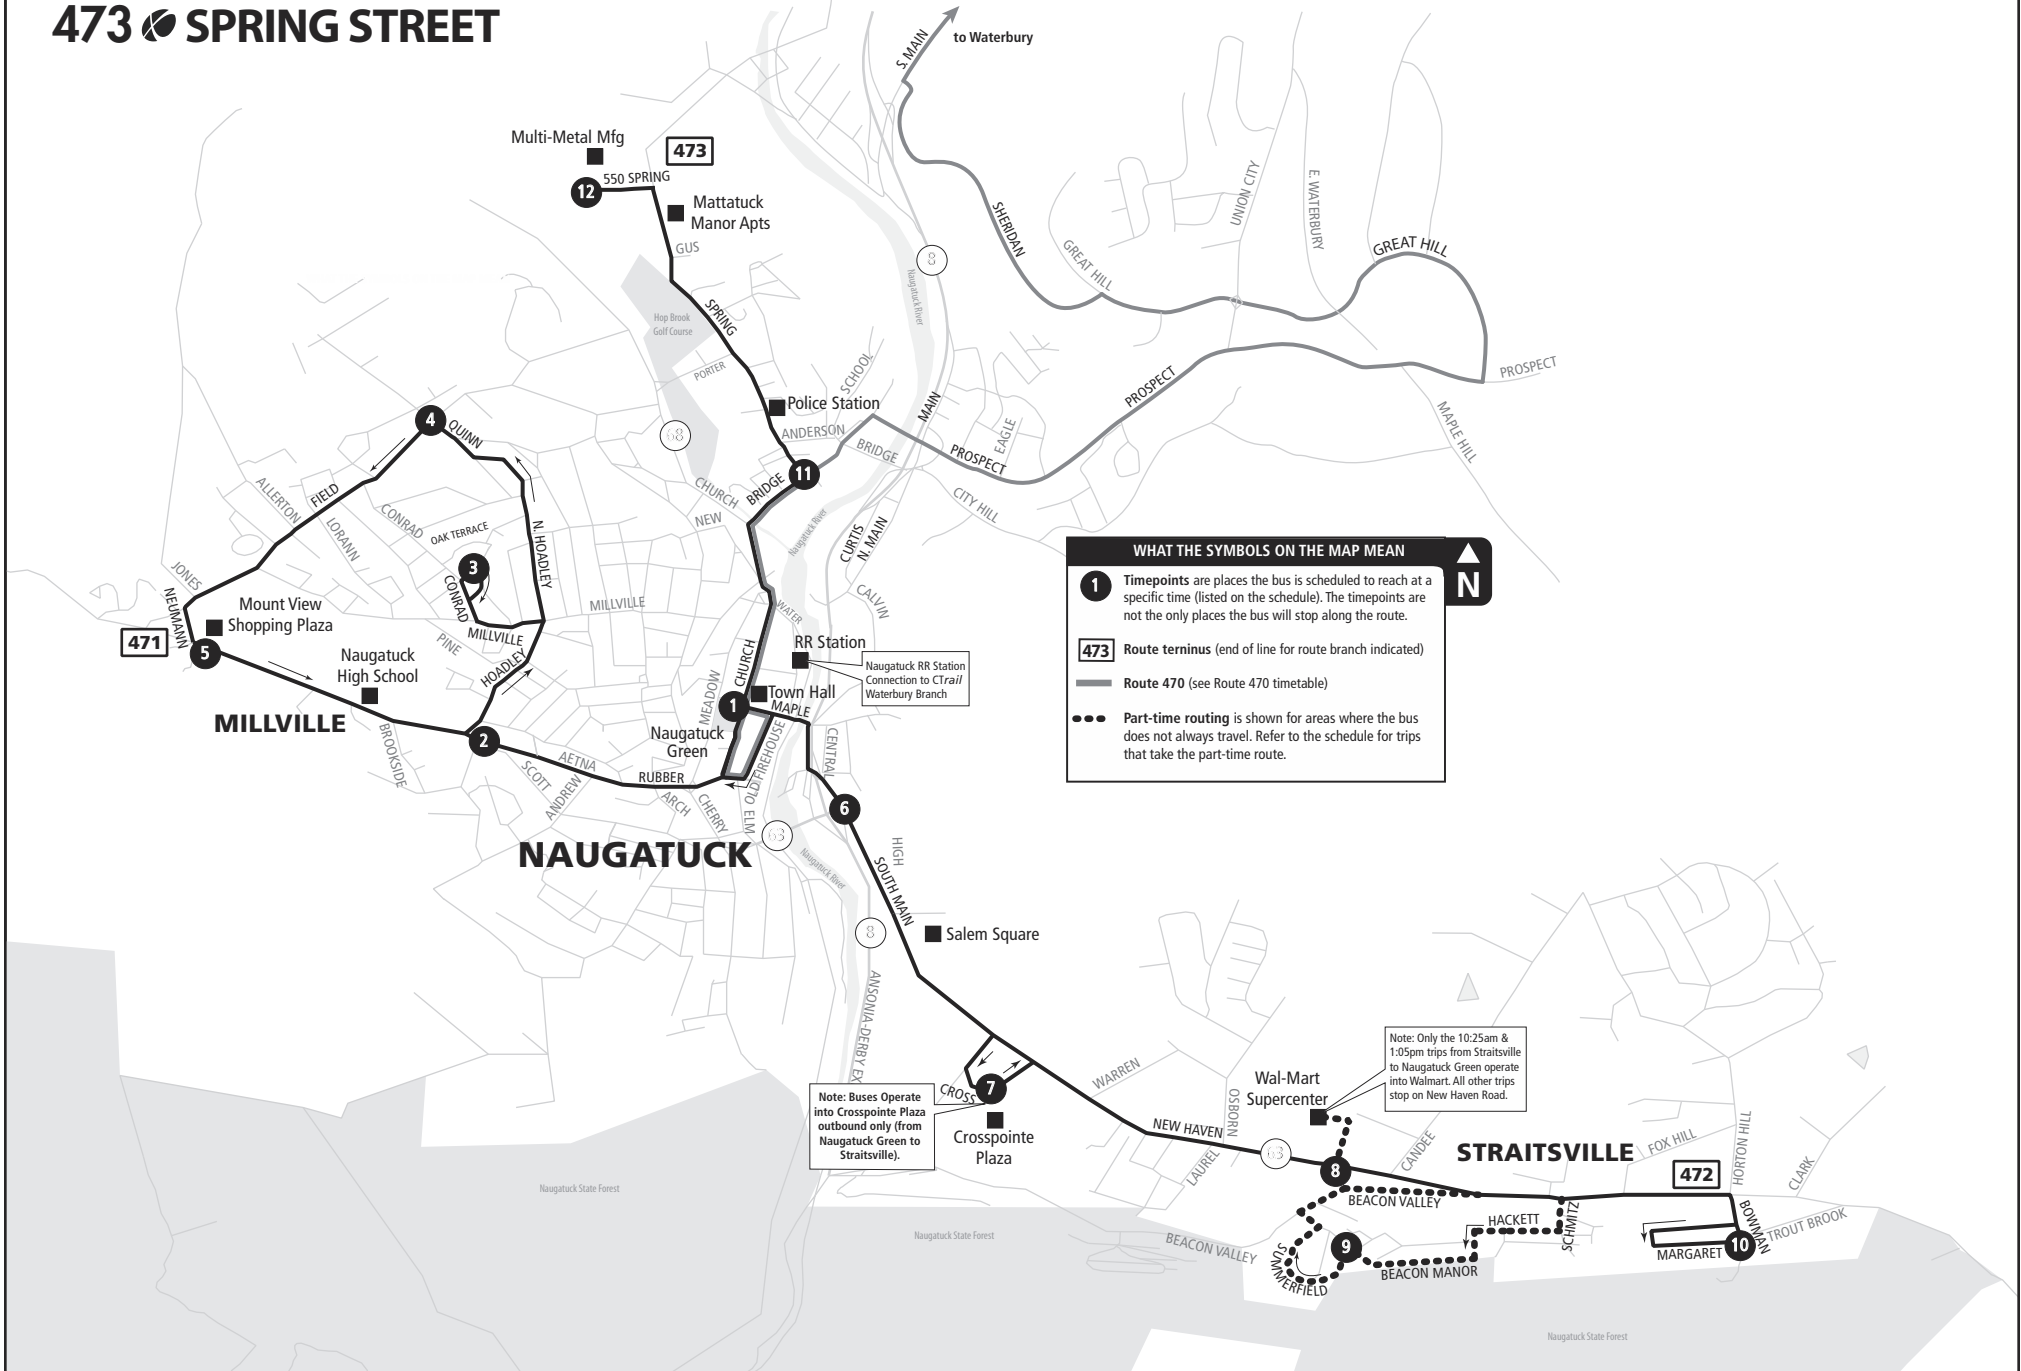 473 SPRING STREET
S. MAIN
to Waterbury
Multi-Metal Mfg
473
550 SPRING
12
Mattatuck
Manor Apts
GUS
SHERIDAN
UNION CITY
E. WATERBURY
GREAT HILL
GREAT HILL
8
Naugatuck River
Hop Brook
Golf Course
SPRING
PORTER
SCHOOL
PROSPECT
PROSPECT
MAIN
Police Station
4
QUINN
68
ANDERSON
BRIDGE
EAGLE
PROSPECT
MAPLE HILL
11
BRIDGE
CHURCH
NEW
CITY HILL
ALLERTON
FIELD
LORANN
CONRAD
OAK TERRACE
N. HOADLEY
Naugatuck River
CURTIS
N. MAIN
3
CONRAD
JONES
NEUMANN
Mount View
Shopping Plaza
471
5
MILLVILLE
MILLVILLE
PINE
HOADLEY
Naugatuck
High School
MILLVILLE
WATER
CALVIN
RR Station
Naugatuck RR Station
Connection to CTrail
Waterbury Branch
CHURCH
MEADOW
Town Hall
1
MAPLE
Naugatuck
Green
OLD FIREHOUSE
CENTRAL
2
BROOKSIDE
AETNA
SCOTT
ANDREW
RUBBER
ARCH
CHERRY
ELM
63
NAUGATUCK
6
Naugatuck River
HIGH
SOUTH MAIN
8
Salem Square
ANSONIA-DERBY EX
WHAT THE SYMBOLS ON THE MAP MEAN
N
1
Timepoints are places the bus is scheduled to reach at a
specific time (listed on the schedule). The timepoints are
not the only places the bus will stop along the route.
473
Route terninus (end of line for route branch indicated)
Route 470 (see Route 470 timetable)
Part-time routing is shown for areas where the bus
does not always travel. Refer to the schedule for trips
that take the part-time route.
Note: Only the 10:25am &
1:05pm trips from Straitsville
to Naugatuck Green operate
into Walmart. All other trips
stop on New Haven Road.
Wal-Mart
Supercenter
CROSS
7
Note: Buses Operate
into Crosspointe Plaza
outbound only (from
Naugatuck Green to
Straitsville).
Crosspointe
Plaza
WARREN
OSBORN
NEW HAVEN
LAUREL
63
8
CANDEE
STRAITSVILLE
FOX HILL
HORTON HILL
472
CLARK
BEACON VALLEY
HACKETT
SCHMITZ
BOWMAN
TROUT BROOK
MARGARET
10
BEACON VALLEY
9
SUMMERFIELD
BEACON MANOR
Naugatuck State Forest
Naugatuck State Forest
Naugatuck State Forest